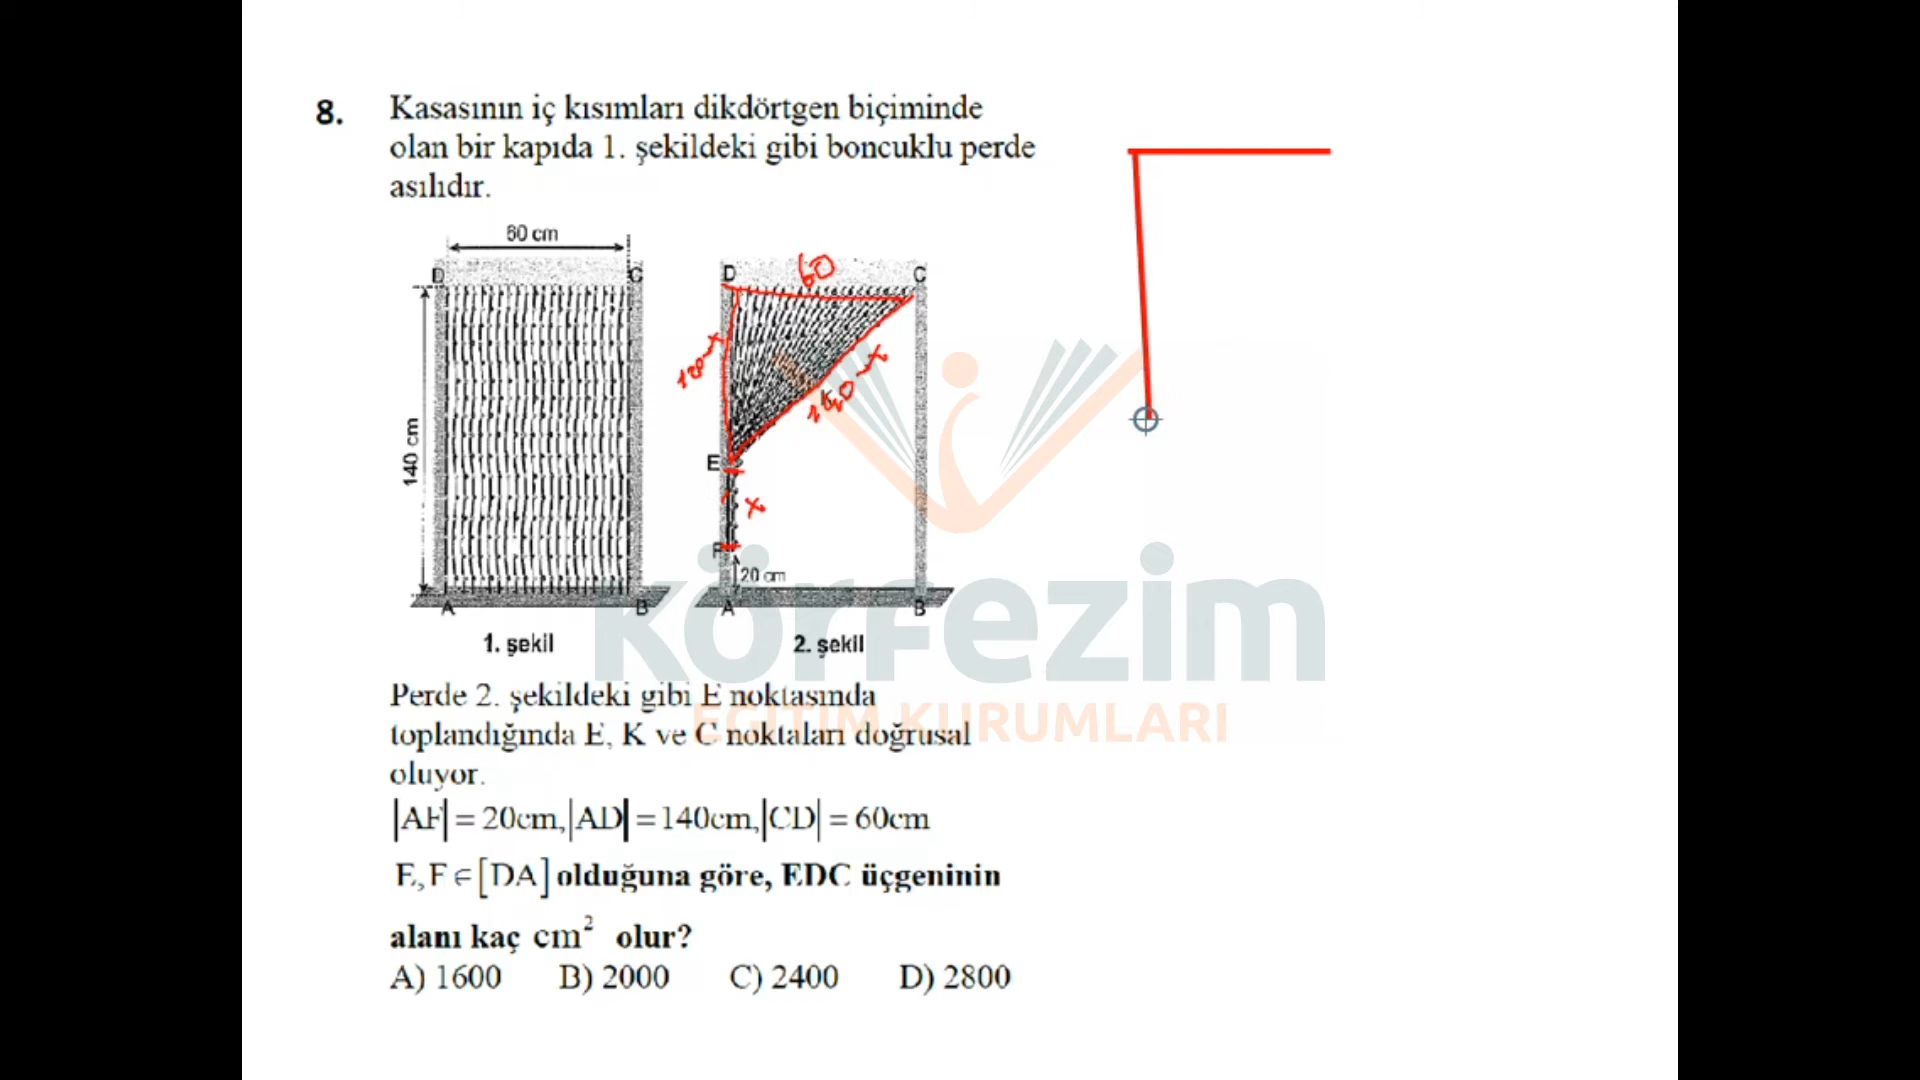 8. Kasasının iç kısımları dikdörtgen biçiminde
olan bir kapıda 1. şekildeki gibi boncuklu perde
asılıdır.
60 cm
D
C
140 cm
A
B
1. şekil
D
60
C
120-x
140-x
K
E
x
F
20 cm
A
B
2. şekil
körfezim
EĞİTİM KURUMLARI
Perde 2. şekildeki gibi E noktasında
toplandığında E, K ve C noktaları doğrusal
oluyor.
|AF| = 20cm, |AD| = 140cm, |CD| = 60cm
E, F ∈ [DA] olduğuna göre, EDC üçgeninin
alanı kaç cm² olur?
A) 1600 B) 2000 C) 2400 D) 2800